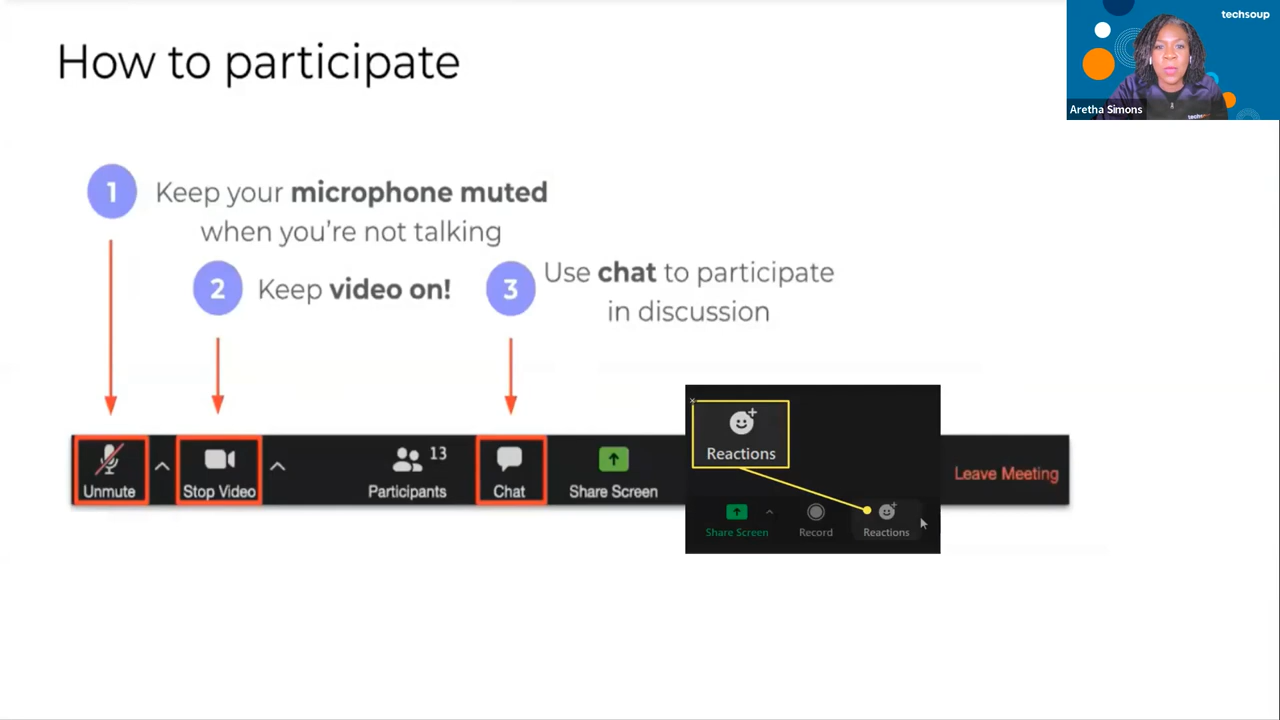 How to participate
techsoup
Aretha Simons
1
Keep your microphone muted
when you're not talking
2
Keep video on!
3
Use chat to participate
in discussion
Unmute
Stop Video
13
Participants
Chat
Share Screen
Reactions
Share Screen
Record
Reactions
Leave Meeting